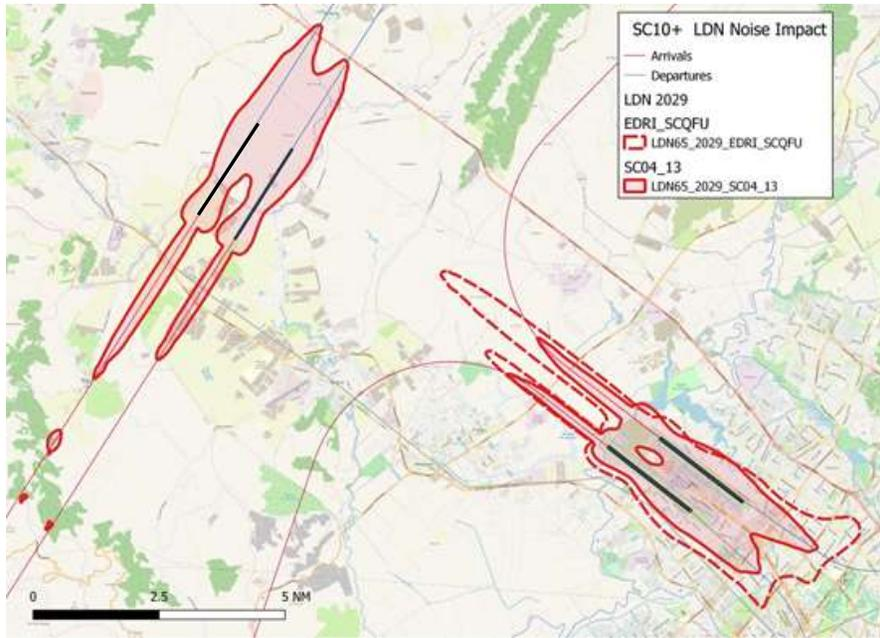 SC10+ LDN Noise Impact
Arrivals
Departures
LDN 2029
EDRI_SCQFU
LDN65_2029_EDRI_SCQFU
SC04_13
LDN65_2029_SC04_13
0 2.5 5 NM